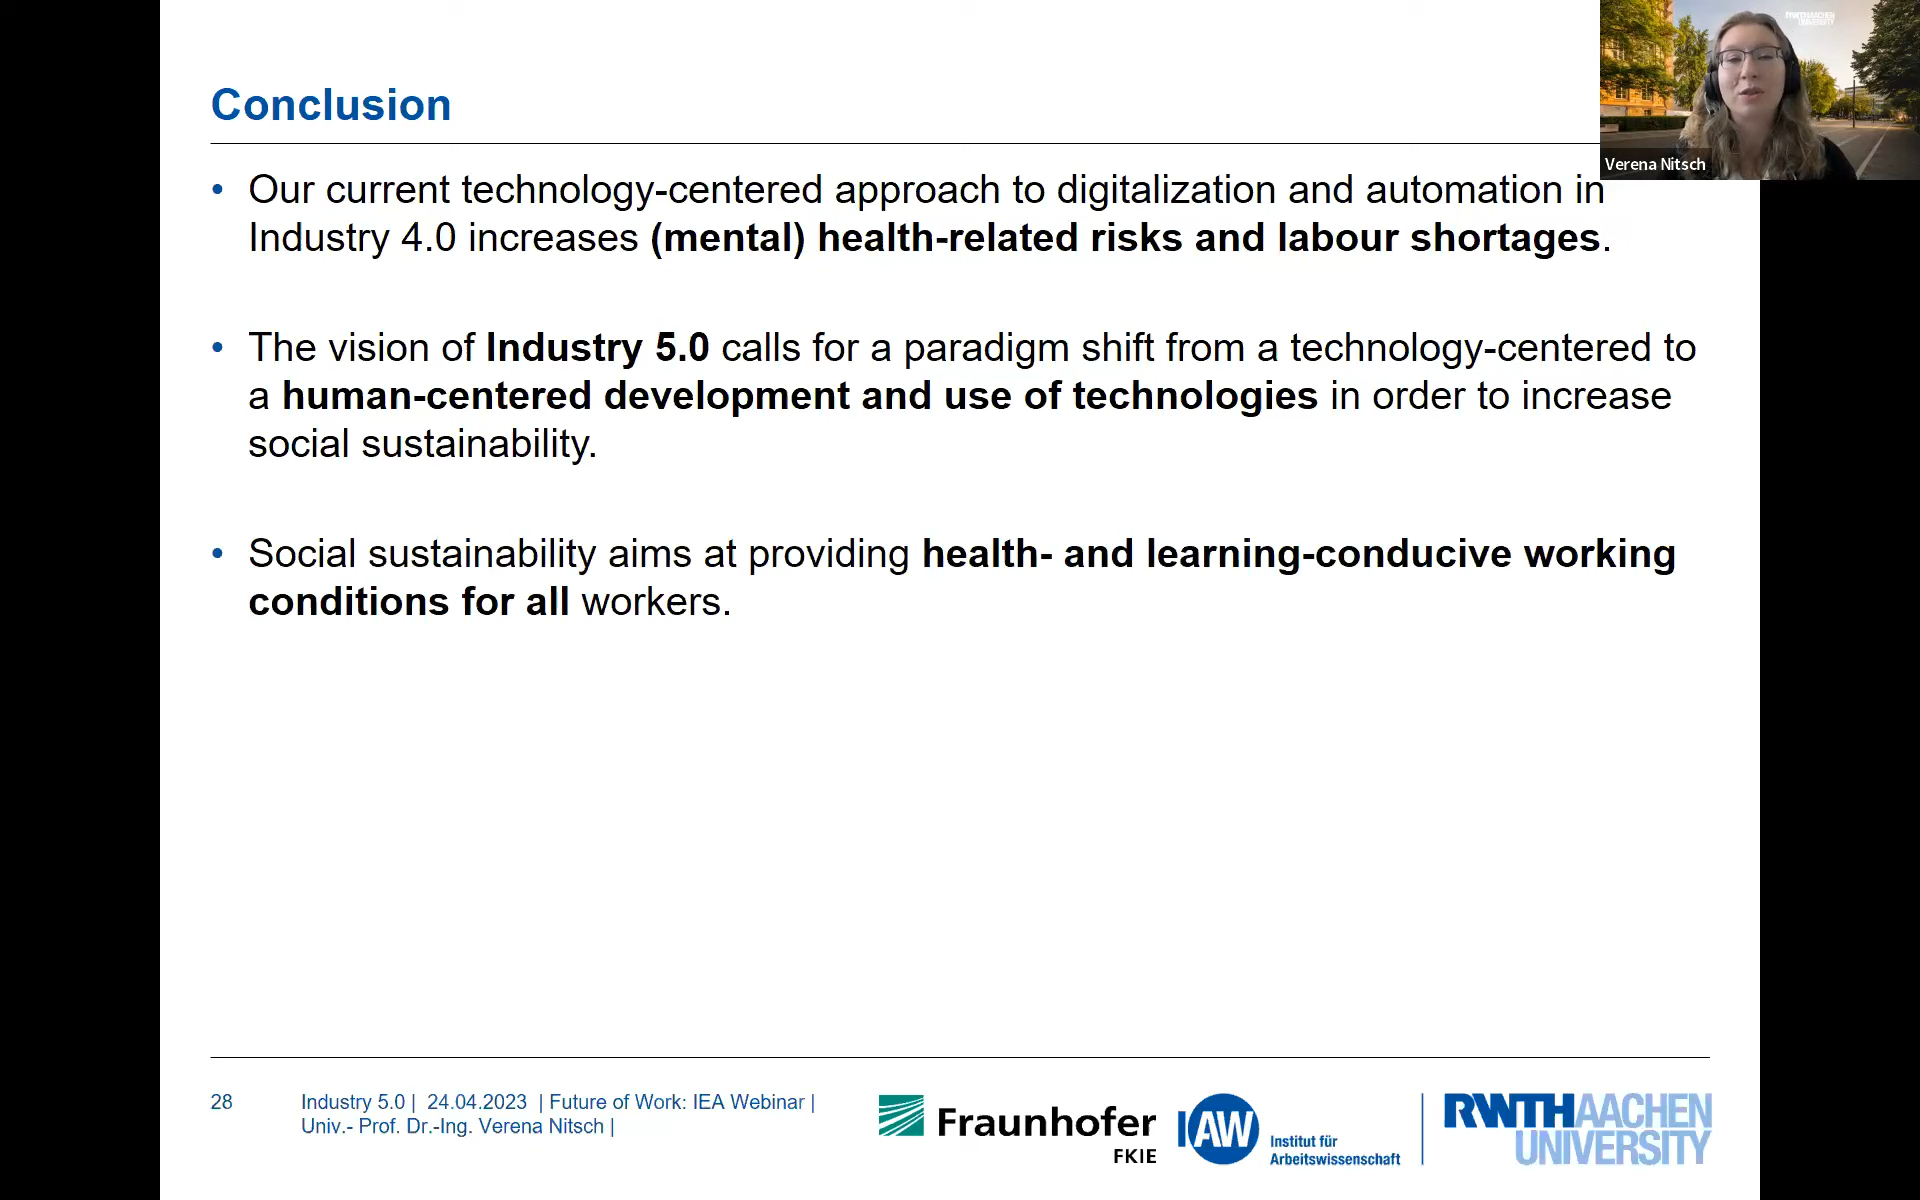 RWTHAACHEN
UNIVERSITY
Verena Nitsch
Conclusion
• Our current technology-centered approach to digitalization and automation in
Industry 4.0 increases (mental) health-related risks and labour shortages.
• The vision of Industry 5.0 calls for a paradigm shift from a technology-centered to
a human-centered development and use of technologies in order to increase
social sustainability.
• Social sustainability aims at providing health- and learning-conducive working
conditions for all workers.
28
Industry 5.0 | 24.04.2023 | Future of Work: IEA Webinar |
Univ.- Prof. Dr.-Ing. Verena Nitsch |
Fraunhofer
FKIE
IAW
Institut für
Arbeitswissenschaft
RWTHAACHEN
UNIVERSITY